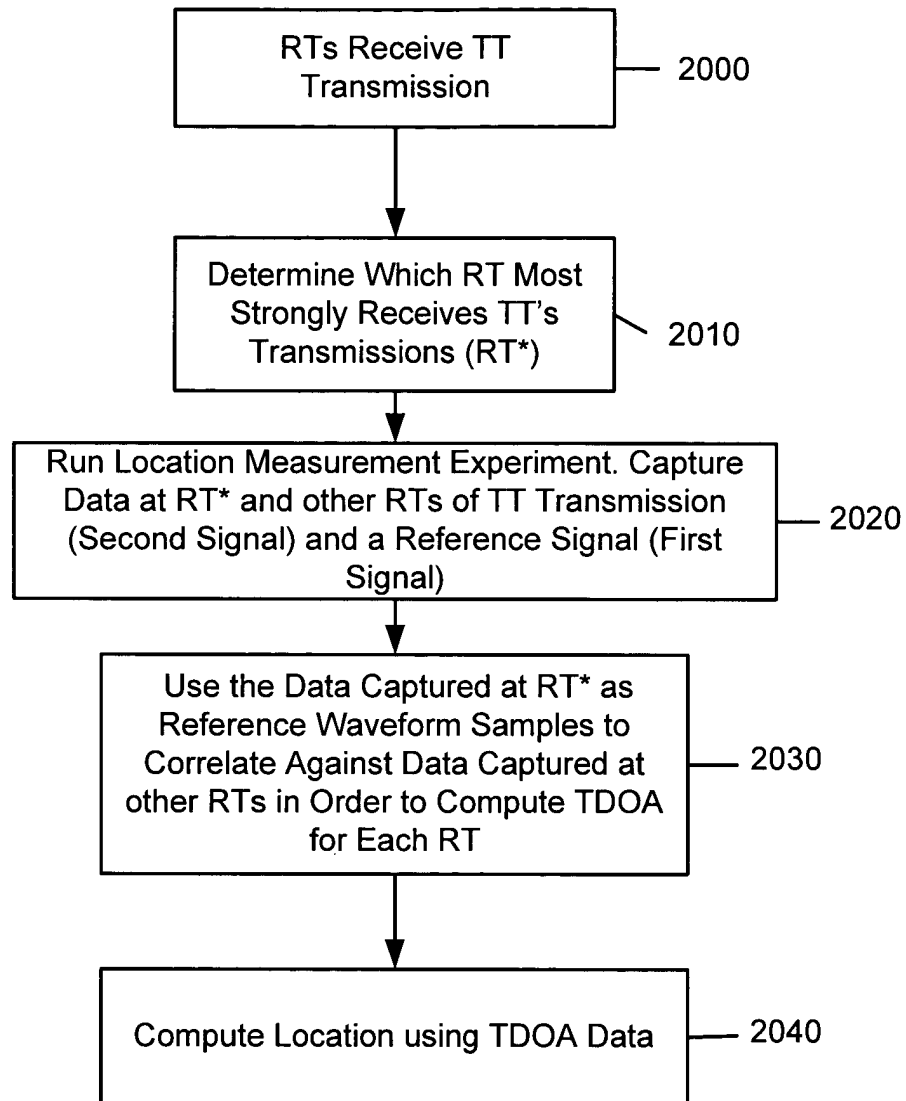 RTs Receive TT
Transmission
2000
Determine Which RT Most
Strongly Receives TT's
Transmissions (RT*)
2010
Run Location Measurement Experiment. Capture
Data at RT* and other RTs of TT Transmission
(Second Signal) and a Reference Signal (First
Signal)
2020
Use the Data Captured at RT* as
Reference Waveform Samples to
Correlate Against Data Captured at
other RTs in Order to Compute TDOA
for Each RT
2030
Compute Location using TDOA Data
2040